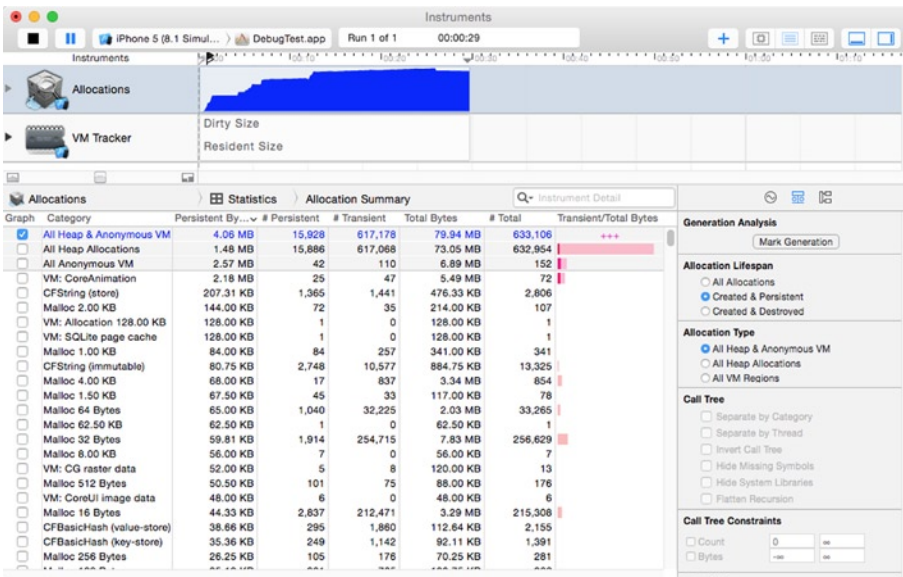 Instruments
iPhone 5 (8.1 Simul... DebugTest.app Run 1 of 1 00:00:29
Instruments 00:10 00:20 00:30 00:40 00:50 01:00 01:10
Allocations
VM Tracker
Dirty Size
Resident Size
Allocations Statistics Allocation Summary Instrument Detail
Graph Category Persistent By... # Persistent # Transient Total Bytes # Total Transient/Total Bytes
All Heap & Anonymous VM 4.06 MB 15,928 617,178 79.94 MB 633,106 +++
All Heap Allocations 1.48 MB 15,886 617,068 73.05 MB 632,954
All Anonymous VM 2.57 MB 42 110 6.89 MB 152
VM: CoreAnimation 2.18 MB 25 47 5.49 MB 72
CFString (store) 207.31 KB 1,365 1,441 476.33 KB 2,806
Malloc 2.00 KB 144.00 KB 72 35 214.00 KB 107
VM: Allocation 128.00 KB 128.00 KB 1 0 128.00 KB 1
VM: SQLite page cache 128.00 KB 1 0 128.00 KB 1
Malloc 1.00 KB 84.00 KB 84 257 341.00 KB 341
CFString (immutable) 80.75 KB 2,748 10,577 884.75 KB 13,325
Malloc 4.00 KB 68.00 KB 17 837 3.34 MB 854
Malloc 1.50 KB 67.50 KB 45 33 117.00 KB 78
Malloc 64 Bytes 65.00 KB 1,040 32,225 2.03 MB 33,265
Malloc 62.50 KB 62.50 KB 1 0 62.50 KB 1
Malloc 32 Bytes 59.81 KB 1,914 254,715 7.83 MB 256,629
Malloc 8.00 KB 56.00 KB 7 0 56.00 KB 7
VM: CG raster data 52.00 KB 5 8 120.00 KB 13
Malloc 512 Bytes 50.50 KB 101 75 88.00 KB 176
VM: CoreUI image data 48.00 KB 6 0 48.00 KB 6
Malloc 16 Bytes 44.33 KB 2,837 212,471 3.29 MB 215,308
CFBasicHash (value-store) 38.66 KB 295 1,860 112.64 KB 2,155
CFBasicHash (key-store) 35.36 KB 249 1,142 92.11 KB 1,391
Malloc 256 Bytes 26.25 KB 105 176 70.25 KB 281
Generation Analysis
Mark Generation
Allocation Lifespan
All Allocations
Created & Persistent
Created & Destroyed
Allocation Type
All Heap & Anonymous VM
All Heap Allocations
All VM Regions
Call Tree
Separate by Category
Separate by Thread
Invert Call Tree
Hide Missing Symbols
Hide System Libraries
Flatten Recursion
Call Tree Constraints
Count 0 ∞
Bytes -∞ ∞